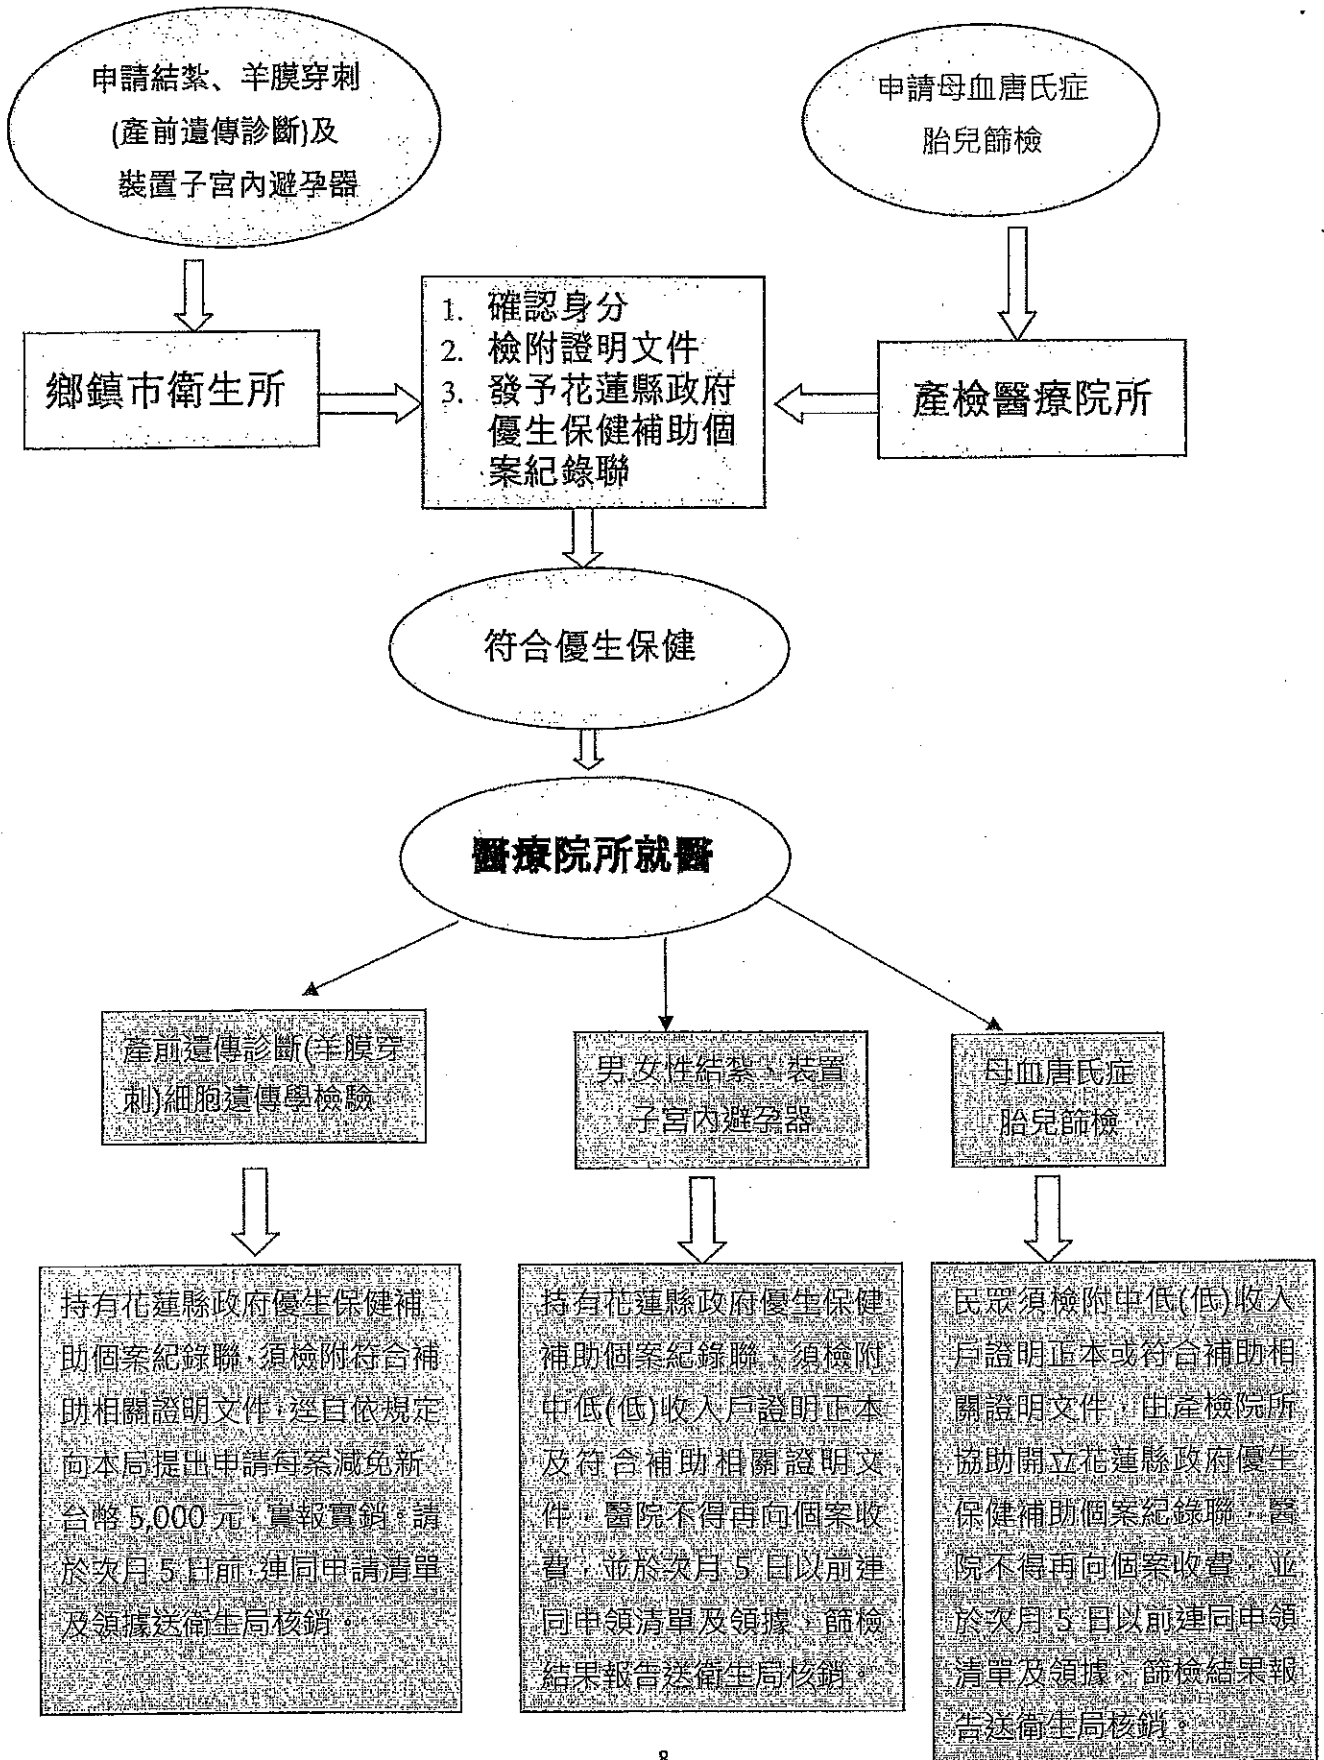 申請結紮、羊膜穿刺
(產前遺傳診斷)及
裝置子宮內避孕器
申請母血唐氏症
胎兒篩檢
鄉鎮市衛生所
1. 確認身分
2. 檢附證明文件
3. 發予花蓮縣政府
優生保健補助個
案紀錄聯
產檢醫療院所
符合優生保健
醫療院所就醫
產前遺傳診斷(羊膜穿
刺)細胞遺傳學檢驗
男女性結紮、裝置
子宮內避孕器
母血唐氏症
胎兒篩檢
持有花蓮縣政府優生保健補
助個案紀錄聯，須檢附符合補
助相關證明文件，逕自依規定
向本局提出申請每案減免新
台幣 5,000 元，實報實銷。請
於次月 5 日前，連同申請清單
及領據送衛生局核銷。
持有花蓮縣政府優生保健
補助個案紀錄聯，須檢附
中低(低)收入戶證明正本
及符合補助相關證明文
件，醫院不得再向個案收
費，並於次月 5 日以前連
同申領清單及領據、篩檢
結果報告送衛生局核銷。
民眾須檢附中低(低)收入
戶證明正本或符合補助相
關證明文件，由產檢院所
協助開立花蓮縣政府優生
保健補助個案紀錄聯，醫
院不得再向個案收費，並
於次月 5 日以前連同申領
清單及領據、篩檢結果報
告送衛生局核銷。
8